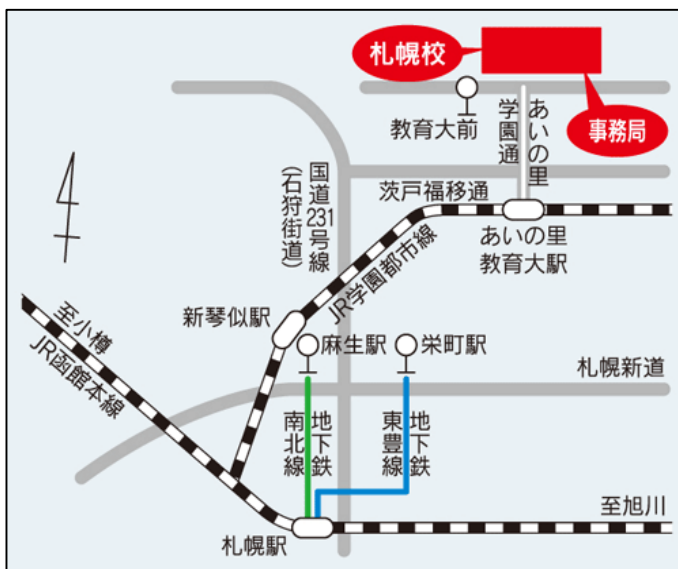 札幌校
事務局
教育大前
あいの里
学園通
国道231号線
(石狩街道)
茨戸福移通
あいの里
教育大駅
JR学園都市線
新琴似駅
麻生駅
栄町駅
至小樽
JR函館本線
札幌新道
地下鉄
南北線
地下鉄
東豊線
至旭川
札幌駅